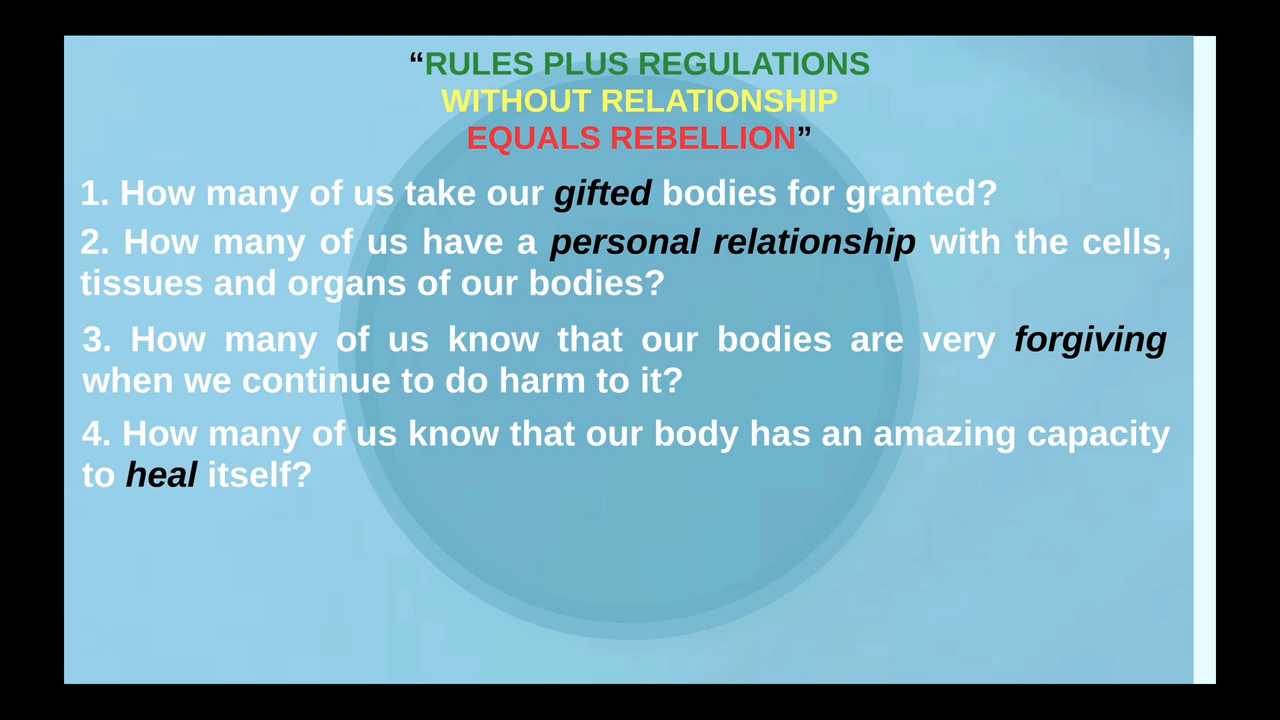 “RULES PLUS REGULATIONS
WITHOUT RELATIONSHIP
EQUALS REBELLION”
1. How many of us take our gifted bodies for granted?
2. How many of us have a personal relationship with the cells,
tissues and organs of our bodies?
3. How many of us know that our bodies are very forgiving
when we continue to do harm to it?
4. How many of us know that our body has an amazing capacity
to heal itself?